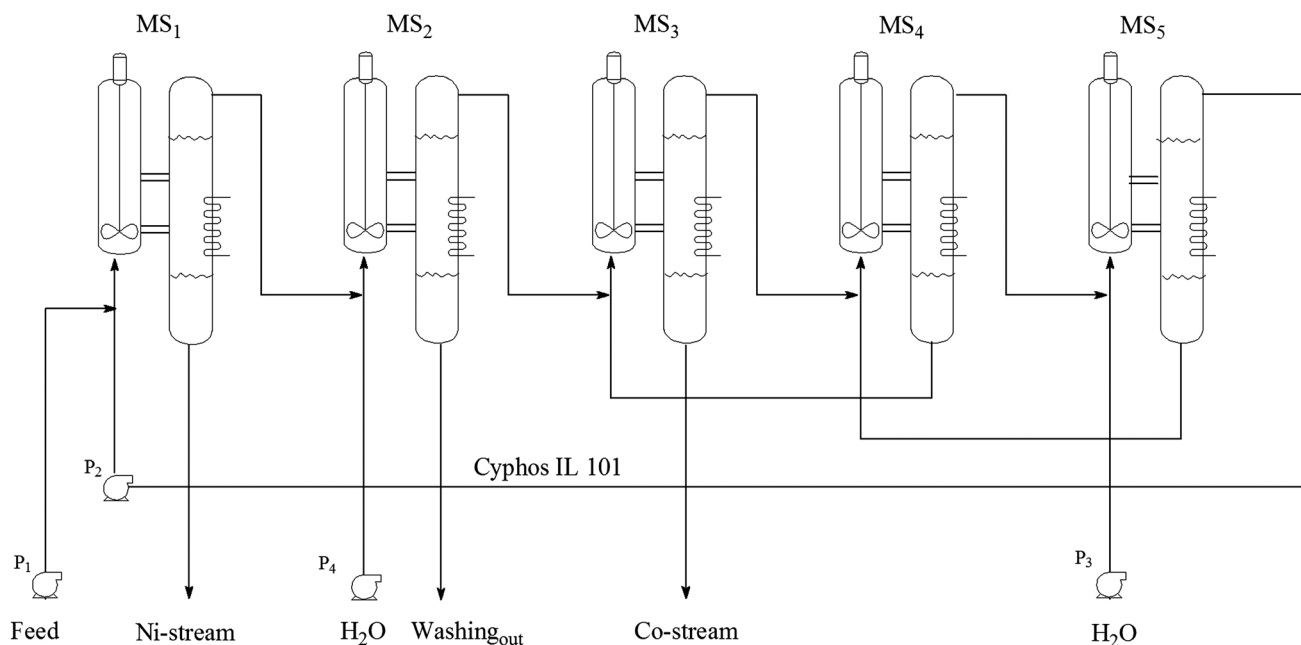 MS₁ MS₂ MS₃ MS₄ MS₅
P₂ Cyphos IL 101
P₁ P₄ P₃
Feed Ni-stream H₂O Washingₒᵤₜ Co-stream H₂O